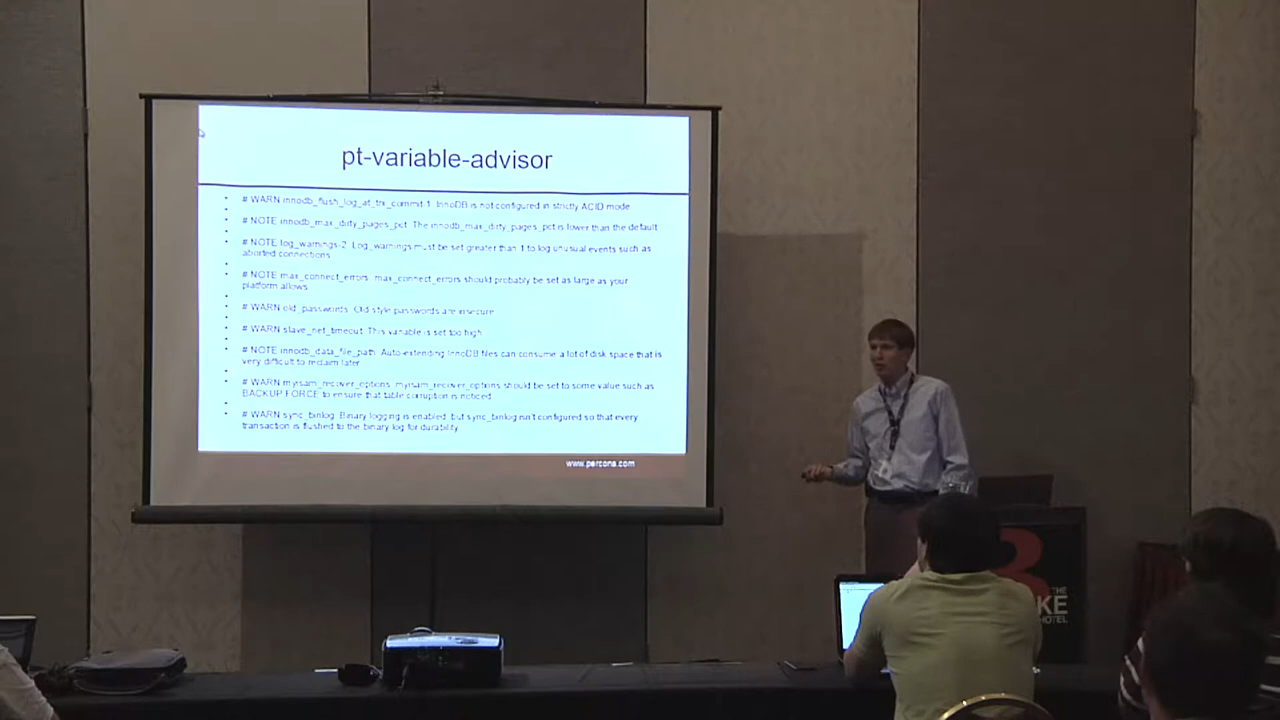 pt-variable-advisor
# WARN innodb_flush_log_at_trx_commit-1: InnoDB is not configured in strictly ACID mode
# NOTE innodb_max_dirty_pages_pct: The innodb_max_dirty_pages_pct is lower than the default
# NOTE log_warnings-2: Log_warnings must be set greater than 1 to log unusual events such as
aborted connections
# NOTE max_connect_errors: max_connect_errors should probably be set as large as your
platform allows
# WARN old_passwords: Old-style passwords are insecure
# WARN slave_net_timeout: This variable is set too high
# NOTE innodb_data_file_path: Auto-extending InnoDB files can consume a lot of disk space that is
very difficult to reclaim later
# WARN myisam_recover_options: myisam_recover_options should be set to some value such as
BACKUP,FORCE to ensure that table corruption is noticed
# WARN sync_binlog: Binary logging is enabled, but sync_binlog isn't configured so that every
transaction is flushed to the binary log for durability
www.percona.com
THE
KE
HOTEL